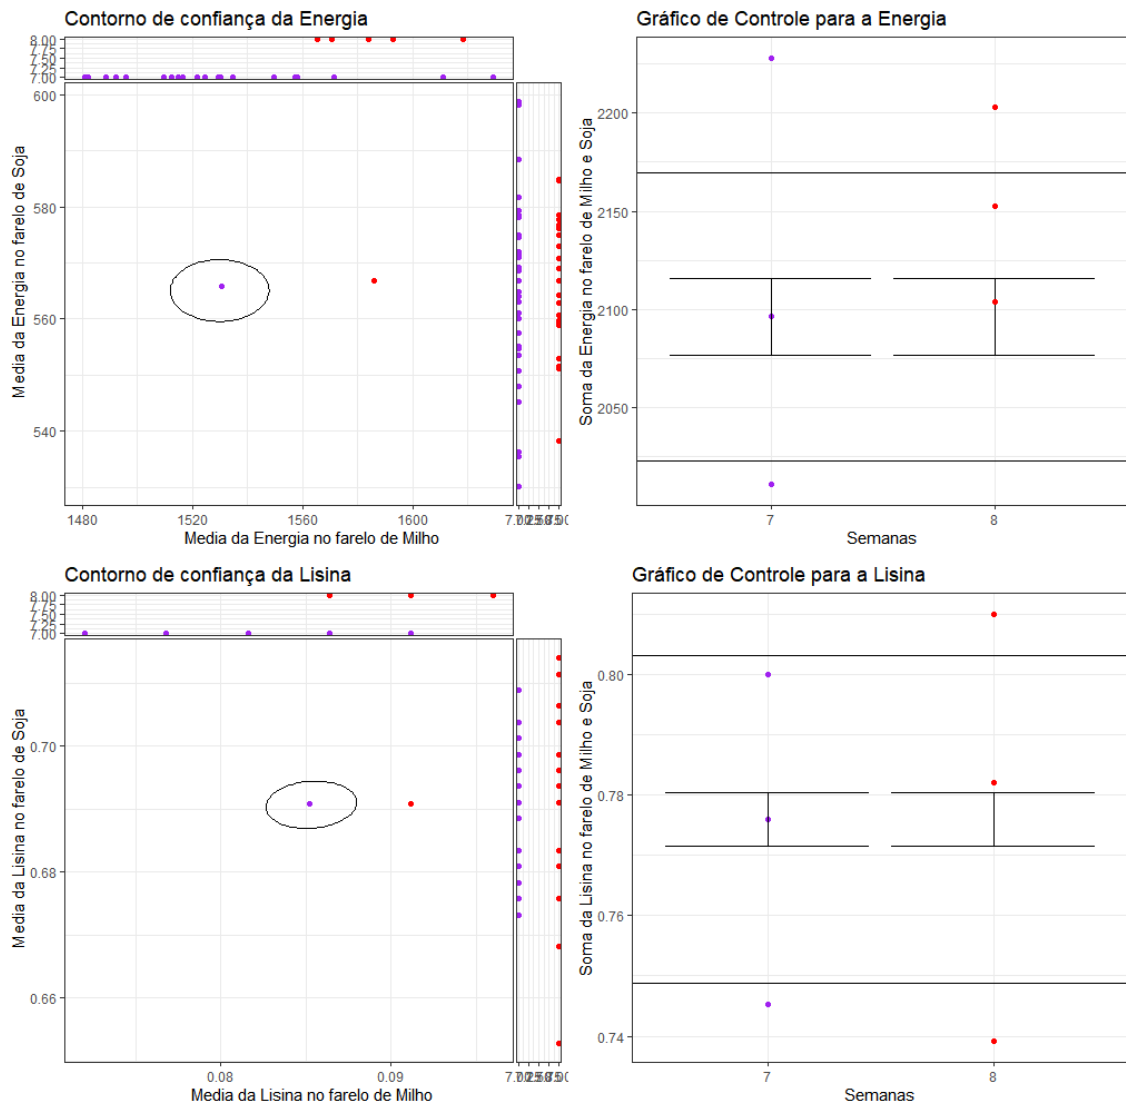 Contorno de confiança da Energia
8.00
7.75
7.50
7.25
7.00
600
580
560
540
Media da Energia no farelo de Soja
1480
1520
1560
1600
Media da Energia no farelo de Milho
Gráfico de Controle para a Energia
2200
2150
2100
2050
Soma da Energia no farelo de Milho e Soja
7
8
Semanas
Contorno de confiança da Lisina
8.00
7.75
7.50
7.25
7.00
0.70
0.68
0.66
Media da Lisina no farelo de Soja
0.08
0.09
Media da Lisina no farelo de Milho
Gráfico de Controle para a Lisina
0.80
0.78
0.76
0.74
Soma da Lisina no farelo de Milho e Soja
7
8
Semanas